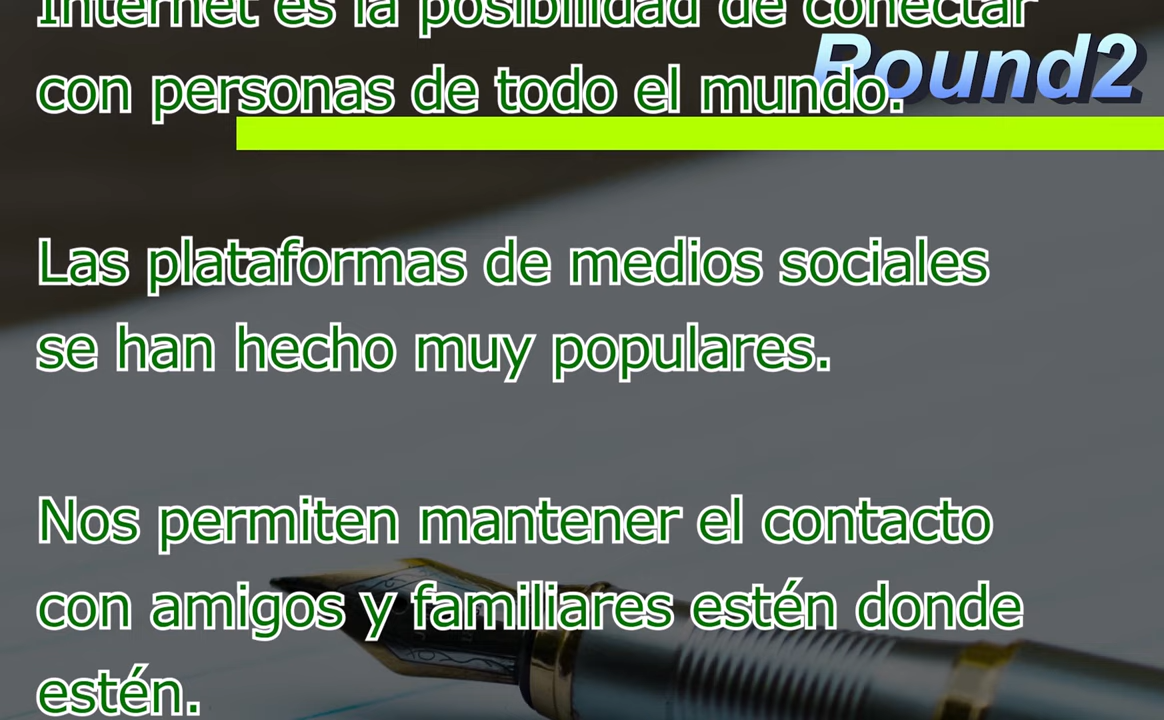 Internet es la posibilidad de conectar
Round2
con personas de todo el mundo.
Las plataformas de medios sociales
se han hecho muy populares.
Nos permiten mantener el contacto
con amigos y familiares estén donde
estén.